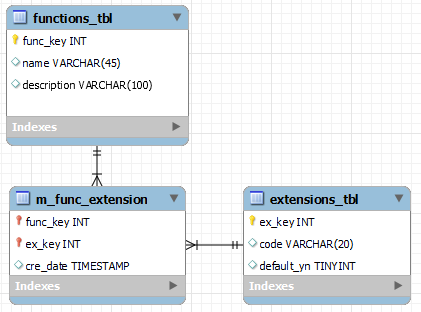 functions_tbl
func_key INT
name VARCHAR(45)
description VARCHAR(100)
Indexes
m_func_extension
func_key INT
ex_key INT
cre_date TIMESTAMP
Indexes
extensions_tbl
ex_key INT
code VARCHAR(20)
default_yn TINYINT
Indexes